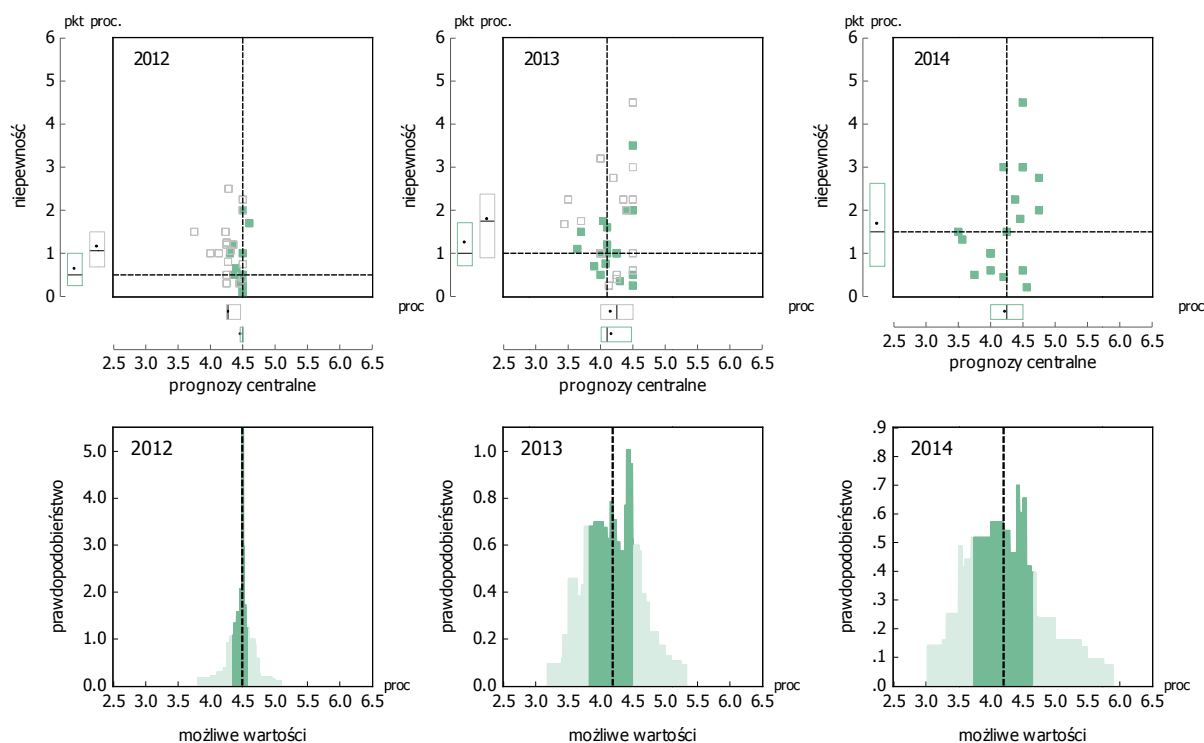 pkt proc.
2012
6
5
4
3
2
1
0
niepewność
proc
2.5 3.0 3.5 4.0 4.5 5.0 5.5 6.0 6.5
prognozy centralne
pkt proc.
2013
6
5
4
3
2
1
0
niepewność
proc
2.5 3.0 3.5 4.0 4.5 5.0 5.5 6.0 6.5
prognozy centralne
pkt proc.
2014
6
5
4
3
2
1
0
niepewność
proc
2.5 3.0 3.5 4.0 4.5 5.0 5.5 6.0 6.5
prognozy centralne
2012
5.0
4.0
3.0
2.0
1.0
0.0
prawdopodobieństwo
proc
2.5 3.0 3.5 4.0 4.5 5.0 5.5 6.0 6.5
możliwe wartości
2013
1.0
0.8
0.6
0.4
0.2
0.0
prawdopodobieństwo
proc
2.5 3.0 3.5 4.0 4.5 5.0 5.5 6.0 6.5
możliwe wartości
2014
.9
.8
.7
.6
.5
.4
.3
.2
.1
.0
prawdopodobieństwo
proc
2.5 3.0 3.5 4.0 4.5 5.0 5.5 6.0 6.5
możliwe wartości